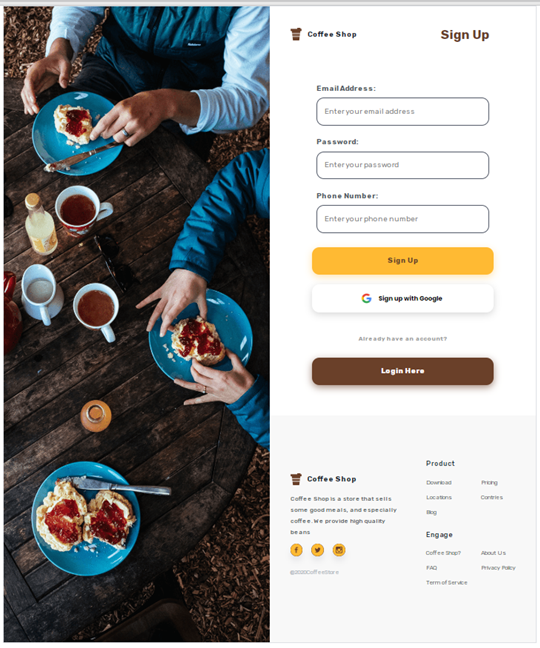 Coffee Shop
Sign Up
Email Address:
Enter your email address
Password:
Enter your password
Phone Number:
Enter your phone number
Sign Up
Sign up with Google
Already have an account?
Login Here
Coffee Shop
Coffee Shop is a store that sells
some good meals, and especially
coffee. We provide high quality
beans
@2020CoffeeStore
Product
Download Pricing
Locations Contries
Blog
Engage
Coffee Shop? About Us
FAQ Privacy Policy
Term of Service